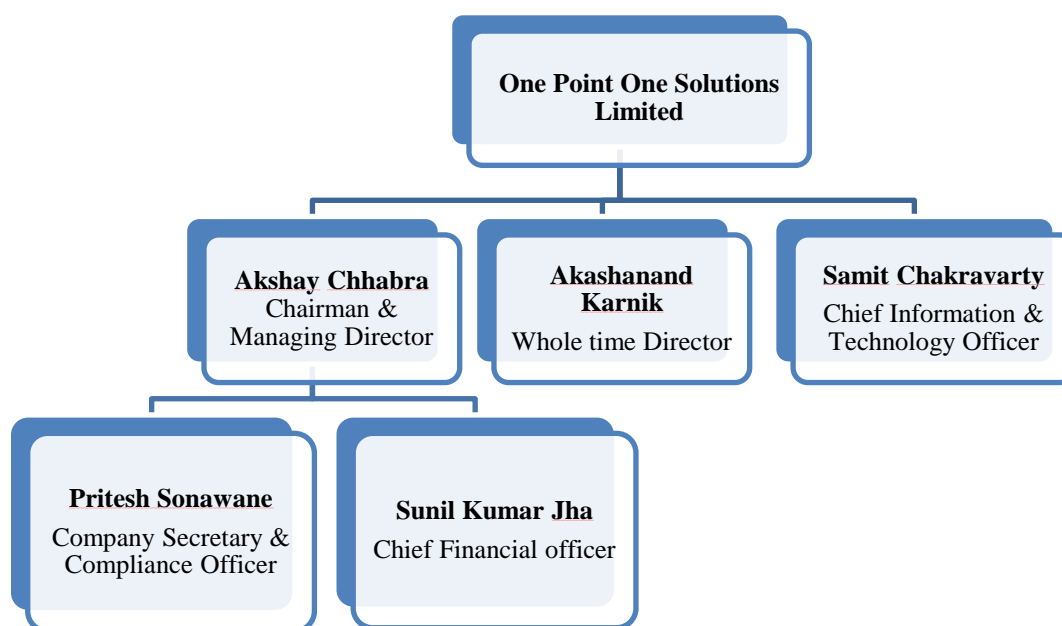 One Point One Solutions
Limited
Akshay Chhabra
Chairman &
Managing Director
Akashanand
Karnik
Whole time Director
Samit Chakravarty
Chief Information &
Technology Officer
Pritesh Sonawane
Company Secretary &
Compliance Officer
Sunil Kumar Jha
Chief Financial officer